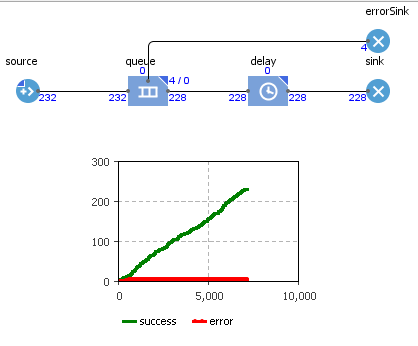 errorSink
4
source
queue
delay
sink
0
4 / 0
0
232
232
228
228
228
228
300
200
100
0
0
5,000
10,000
success
error